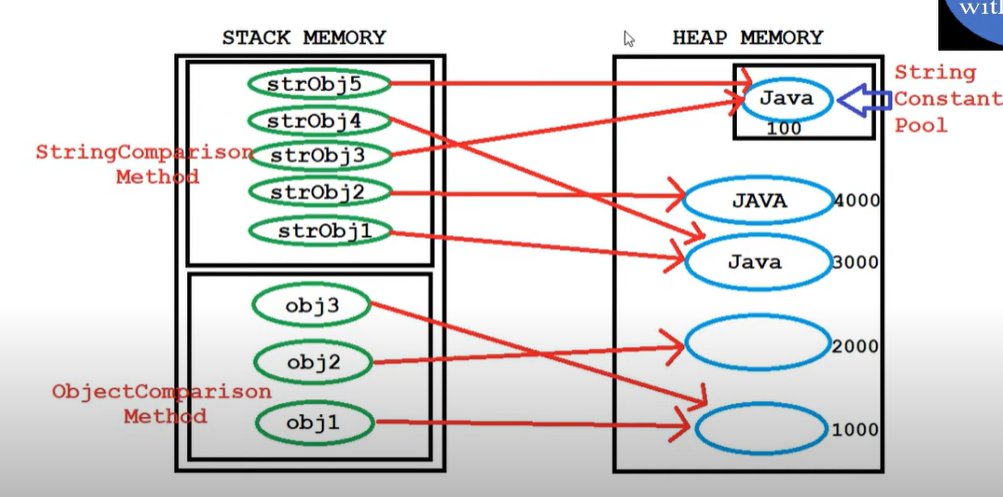 with
STACK MEMORY
HEAP MEMORY
strObj5
strObj4
strObj3
strObj2
strObj1
StringComparison
Method
obj3
obj2
obj1
ObjectComparison
Method
Java
100
String
Constant
Pool
JAVA
4000
Java
3000
2000
1000